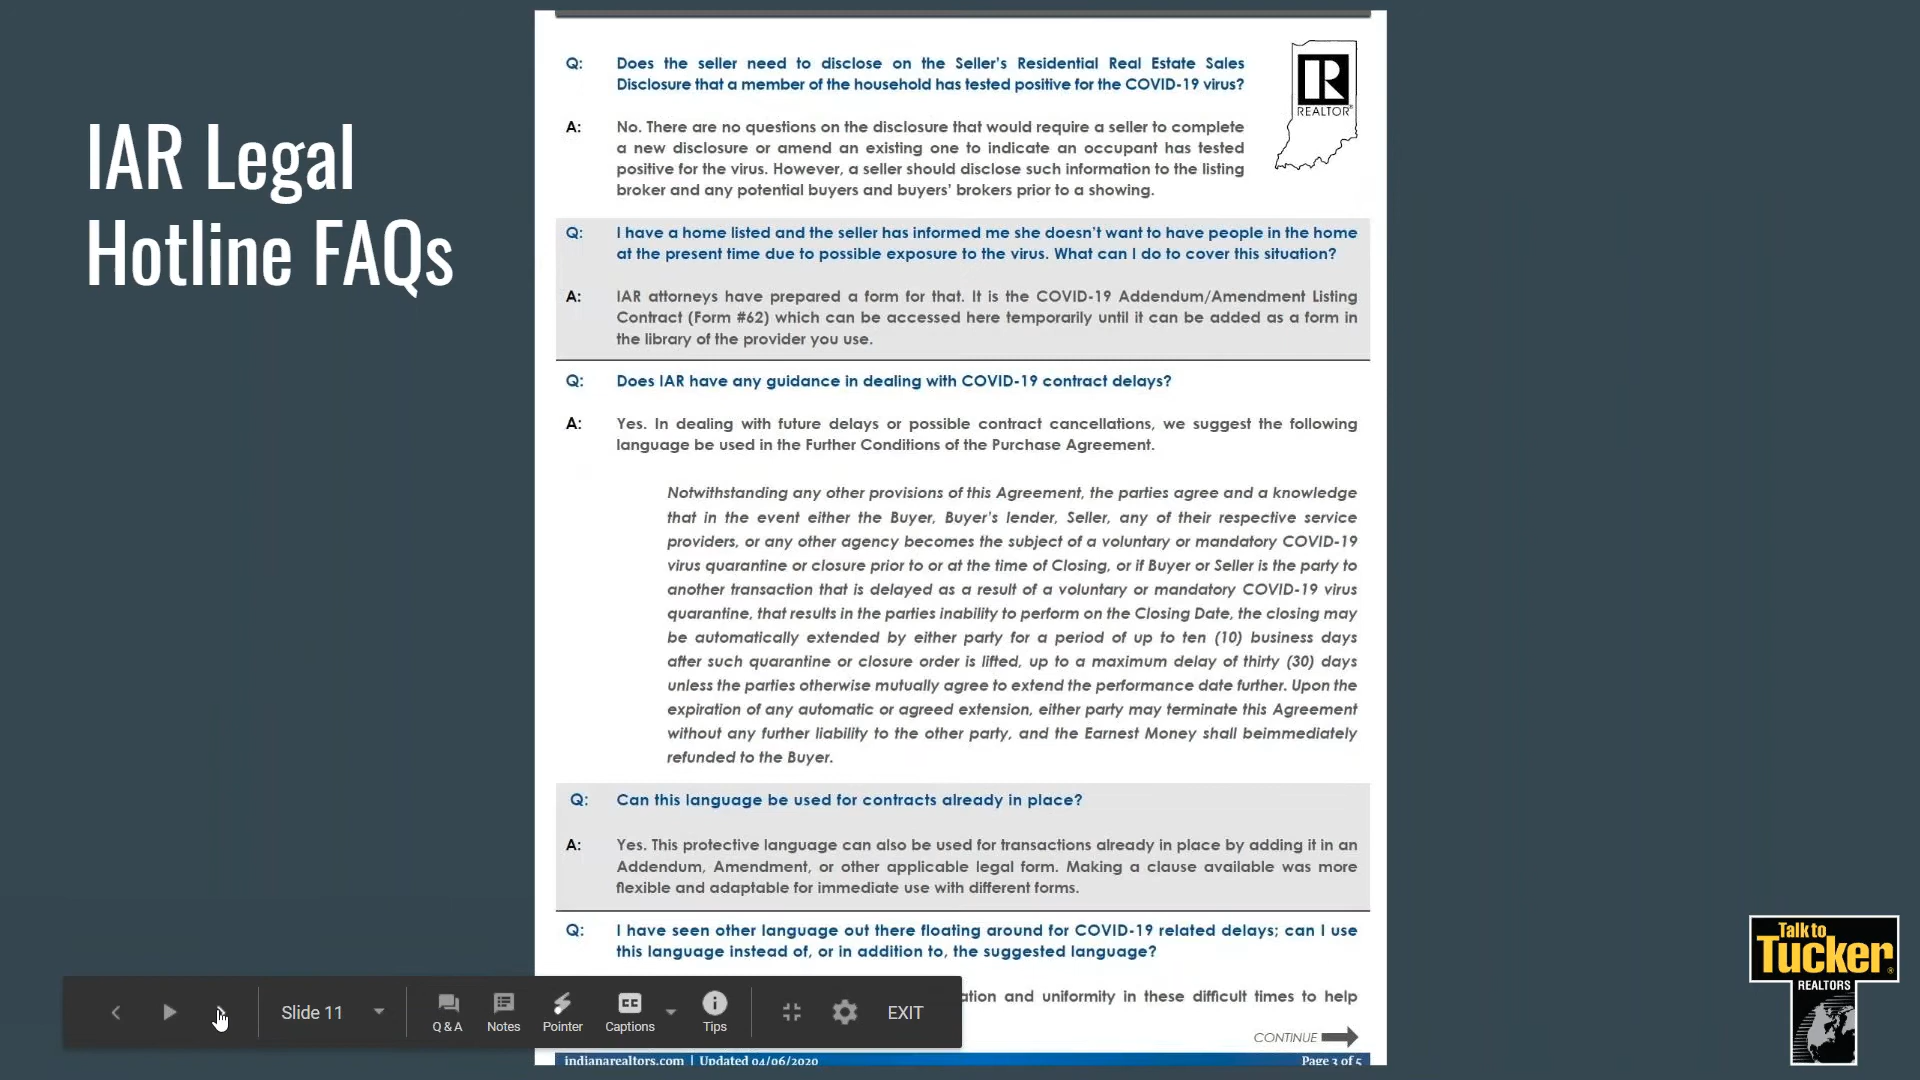 IAR Legal
Hotline FAQs
Q: Does the seller need to disclose on the Seller's Residential Real Estate Sales
Disclosure that a member of the household has tested positive for the COVID-19 virus?
A: No. There are no questions on the disclosure that would require a seller to complete
a new disclosure or amend an existing one to indicate an occupant has tested
positive for the virus. However, a seller should disclose such information to the listing
broker and any potential buyers and buyers' brokers prior to a showing.
R
REALTOR®
Q: I have a home listed and the seller has informed me she doesn't want to have people in the home
at the present time due to possible exposure to the virus. What can I do to cover this situation?
A: IAR attorneys have prepared a form for that. It is the COVID-19 Addendum/Amendment Listing
Contract (Form #62) which can be accessed here temporarily until it can be added as a form in
the library of the provider you use.
Q: Does IAR have any guidance in dealing with COVID-19 contract delays?
A: Yes. In dealing with future delays or possible contract cancellations, we suggest the following
language be used in the Further Conditions of the Purchase Agreement.
Notwithstanding any other provisions of this Agreement, the parties agree and a knowledge
that in the event either the Buyer, Buyer's lender, Seller, any of their respective service
providers, or any other agency becomes the subject of a voluntary or mandatory COVID-19
virus quarantine or closure prior to or at the time of Closing, or if Buyer or Seller is the party to
another transaction that is delayed as a result of a voluntary or mandatory COVID-19 virus
quarantine, that results in the parties inability to perform on the Closing Date, the closing may
be automatically extended by either party for a period of up to ten (10) business days
after such quarantine or closure order is lifted, up to a maximum delay of thirty (30) days
unless the parties otherwise mutually agree to extend the performance date further. Upon the
expiration of any automatic or agreed extension, either party may terminate this Agreement
without any further liability to the other party, and the Earnest Money shall beimmediately
refunded to the Buyer.
Q: Can this language be used for contracts already in place?
A: Yes. This protective language can also be used for transactions already in place by adding it in an
Addendum, Amendment, or other applicable legal form. Making a clause available was more
flexible and adaptable for immediate use with different forms.
Q: I have seen other language out there floating around for COVID-19 related delays; can I use
this language instead of, or in addition to, the suggested language?
and uniformity in these difficult times to help
CONTINUE
indianarealtors.com | Updated 04/06/2020
Page 3 of 5
Slide 11
Q & A
Notes
Pointer
CC
Captions
Tips
EXIT
Talk to
Tucker®
REALTORS